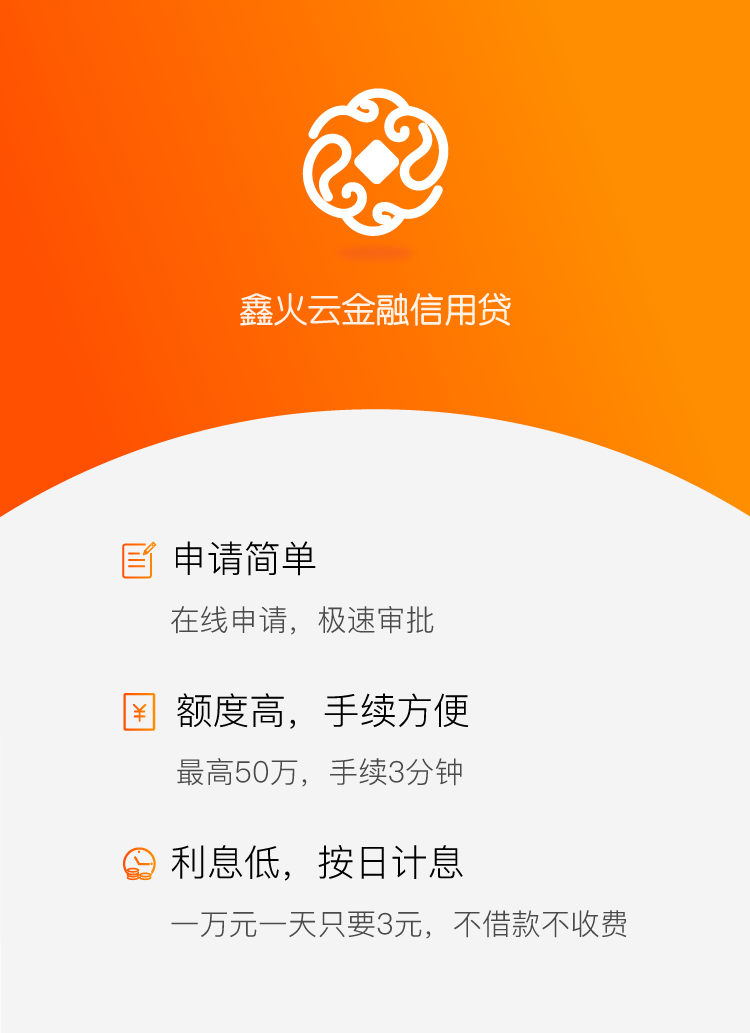 鑫火云金融信用贷
申请简单
在线申请，极速审批
额度高，手续方便
最高50万，手续3分钟
利息低，按日计息
一万元一天只要3元，不借款不收费